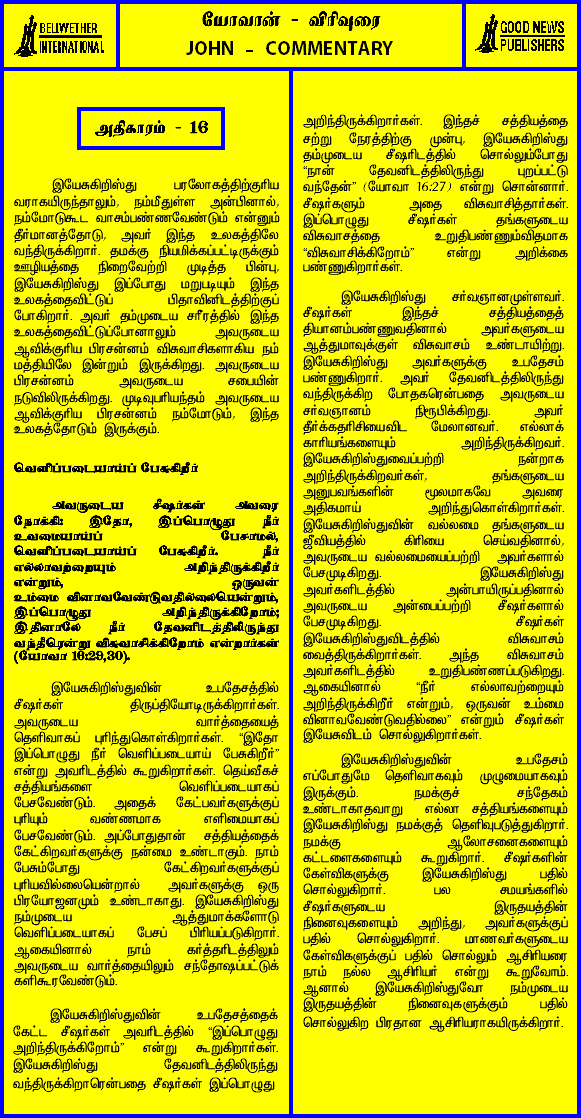 BELWETHER
INTERNATIONAL
யோவான் - விரிவுரை
JOHN - COMMENTARY
GOOD NEWS
PUBLISHERS
அதிகாரம் - 16
இயேசுகிறிஸ்து பரலோகத்திற்குரிய
வராகயிருந்தாலும், நம்மீதுள்ள அன்பினால்,
நம்மோடுகூட வாசம்பண்ணவேண்டும் என்னும்
தீர்மானத்தோடு, அவர் இந்த உலகத்திலே
வந்திருக்கிறார். தமக்கு நியமிக்கப்பட்டிருக்கும்
ஊழியத்தை நிறைவேற்றி முடித்த பின்பு,
இயேசுகிறிஸ்து இப்போது மறுபடியும் இந்த
உலகத்தைவிட்டுப் பிதாவினிடத்திற்குப்
போகிறார். அவர் தம்முடைய சரீரத்தில் இந்த
உலகத்தைவிட்டுப்போனாலும் அவருடைய
ஆவிக்குரிய பிரசன்னம் விசுவாசிகளாகிய நம்
மத்தியிலே இன்றும் இருக்கிறது. அவருடைய
பிரசன்னம் அவருடைய சபையின்
நடுவிலிருக்கிறது. முடிவுபரியந்தம் அவருடைய
ஆவிக்குரிய பிரசன்னம் நம்மோடும், இந்த
உலகத்தோடும் இருக்கும்.
வெளிப்படையாய்ப் பேசுகிறீர்
அவருடைய சீஷர்கள் அவரை
நோக்கி: இதோ, இப்பொழுது நீர்
உவமையாய்ப் பேசாமல்,
வெளிப்படையாய்ப் பேசுகிறீர். நீர்
எல்லாவற்றையும் அறிந்திருக்கிறீர்
என்றும், ஒருவன்
உம்மை வினாவவேண்டுவதில்லையென்றும்,
இப்பொழுது அறிந்திருக்கிறோம்;
இதினாலே நீர் தேவனிடத்திலிருந்து
வந்தீரென்று விசுவாசிக்கிறோம் என்றார்கள்
(யோவா 16:29,30).
இயேசுகிறிஸ்துவின் உபதேசத்தில்
சீஷர்கள் திருப்தியோடிருக்கிறார்கள்.
அவருடைய வார்த்தையைத்
தெளிவாகப் புரிந்துகொள்கிறார்கள். “இதோ
இப்பொழுது நீர் வெளிப்படையாய் பேசுகிறீர்”
என்று அவரிடத்தில் கூறுகிறார்கள். தெய்வீகச்
சத்தியங்களை வெளிப்படையாகப்
பேசவேண்டும். அதைக் கேட்பவர்களுக்குப்
புரியும் வண்ணமாக எளிமையாகப்
பேசவேண்டும். அப்போதுதான் சத்தியத்தைக்
கேட்கிறவர்களுக்கு நன்மை உண்டாகும். நாம்
பேசும்போது கேட்கிறவர்களுக்குப்
புரியவில்லையென்றால் அவர்களுக்கு ஒரு
பிரயோஜனமும் உண்டாகாது. இயேசுகிறிஸ்து
நம்முடைய ஆத்துமாக்களோடு
வெளிப்படையாகப் பேசப் பிரியப்படுகிறார்.
ஆகையினால் நாம் கர்த்தரிடத்திலும்
அவருடைய வார்த்தையிலும் சந்தோஷப்பட்டுக்
களிகூரவேண்டும்.
இயேசுகிறிஸ்துவின் உபதேசத்தைக்
கேட்ட சீஷர்கள் அவரிடத்தில் “இப்பொழுது
அறிந்திருக்கிறோம்” என்று கூறுகிறார்கள்.
இயேசுகிறிஸ்து தேவனிடத்திலிருந்து
வந்திருக்கிறாரென்பதை சீஷர்கள் இப்பொழுது
அறிந்திருக்கிறார்கள். இந்தச் சத்தியத்தை
சற்று நேரத்திற்கு முன்பு, இயேசுகிறிஸ்து
தம்முடைய சீஷரிடத்தில் சொல்லும்போது
“நான் தேவனிடத்திலிருந்து புறப்பட்டு
வந்தேன்” (யோவா 16:27) என்று சொன்னார்.
சீஷர்களும் அதை விசுவாசித்தார்கள்.
இப்பொழுது சீஷர்கள் தங்களுடைய
விசுவாசத்தை உறுதிபண்ணும்விதமாக
“விசுவாசிக்கிறோம்” என்று அறிக்கை
பண்ணுகிறார்கள்.
இயேசுகிறிஸ்து சர்வஞானமுள்ளவர்.
சீஷர்கள் இந்தச் சத்தியத்தைத்
தியானம்பண்ணுவதினால் அவர்களுடைய
ஆத்துமாவுக்குள் விசுவாசம் உண்டாயிற்று.
இயேசுகிறிஸ்து அவர்களுக்கு உபதேசம்
பண்ணுகிறார். அவர் தேவனிடத்திலிருந்து
வந்திருக்கிற போதகரென்பதை அவருடைய
சர்வஞானம் நிரூபிக்கிறது. அவர்
தீர்க்கதரிசியைவிட மேலானவர். எல்லாக்
காரியங்களையும் அறிந்திருக்கிறவர்.
இயேசுகிறிஸ்துவைப்பற்றி நன்றாக
அறிந்திருக்கிறவர்கள், தங்களுடைய
அனுபவங்களின் மூலமாகவே அவரை
அதிகமாய் அறிந்துகொள்கிறார்கள்.
இயேசுகிறிஸ்துவின் வல்லமை தங்களுடைய
ஜீவியத்தில் கிரியை செய்வதினால்,
அவருடைய வல்லமையைப்பற்றி அவர்களால்
பேசமுடிகிறது. இயேசுகிறிஸ்து
அவர்களிடத்தில் அன்பாயிருப்பதினால்
அவருடைய அன்பைப்பற்றி சீஷர்களால்
பேசமுடிகிறது. சீஷர்கள்
இயேசுகிறிஸ்துவிடத்தில் விசுவாசம்
வைத்திருக்கிறார்கள். அந்த விசுவாசம்
அவர்களிடத்தில் உறுதிபண்ணப்படுகிறது.
ஆகையினால் “நீர் எல்லாவற்றையும்
அறிந்திருக்கிறீர் என்றும், ஒருவன் உம்மை
வினாவவேண்டுவதில்லை” என்றும் சீஷர்கள்
இயேசுவிடம் சொல்லுகிறார்கள்.
இயேசுகிறிஸ்துவின் உபதேசம்
எப்போதுமே தெளிவாகவும் முழுமையாகவும்
இருக்கும். நமக்குச் சந்தேகம்
உண்டாகாதவாறு எல்லா சத்தியங்களையும்
இயேசுகிறிஸ்து நமக்குத் தெளிவுபடுத்துகிறார்.
நமக்கு ஆலோசனைகளையும்
கட்டளைகளையும் கூறுகிறார். சீஷர்களின்
கேள்விகளுக்கு இயேசுகிறிஸ்து பதில்
சொல்லுகிறார். பல சமயங்களில்
சீஷர்களுடைய இருதயத்தின்
நினைவுகளையும் அறிந்து, அவர்களுக்குப்
பதில் சொல்லுகிறார். மாணவர்களுடைய
கேள்விகளுக்குப் பதில் சொல்லும் ஆசிரியரை
நாம் நல்ல ஆசிரியர் என்று கூறுவோம்.
ஆனால் இயேசுகிறிஸ்துவோ நம்முடைய
இருதயத்தின் நினைவுகளுக்கும் பதில்
சொல்லுகிற பிரதான ஆசிரியராகயிருக்கிறார்.